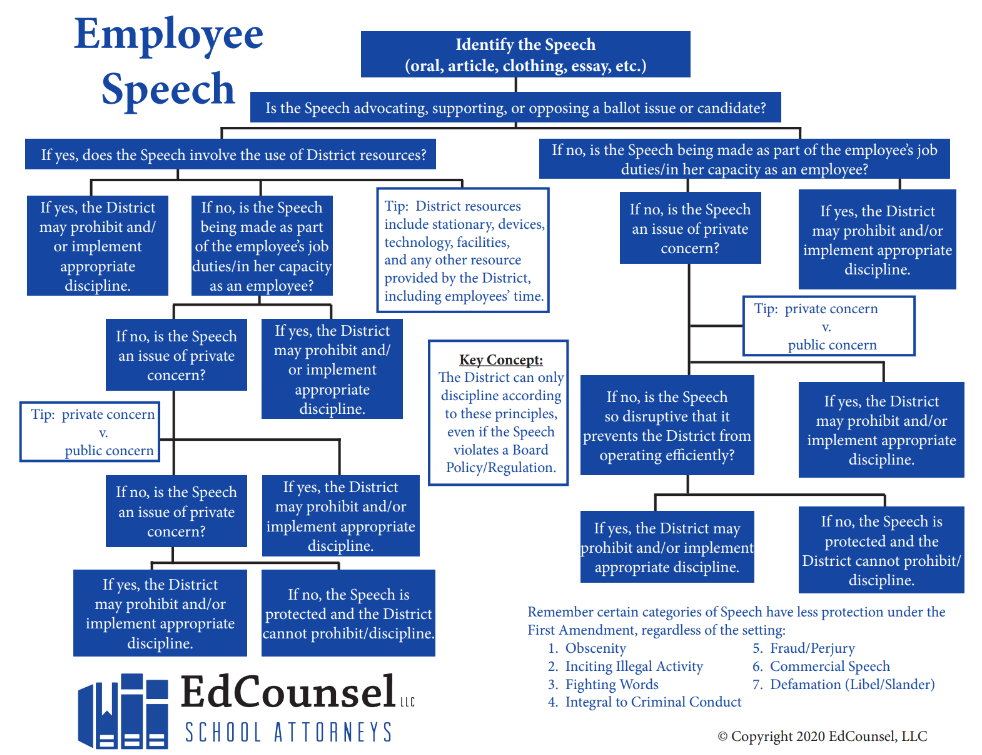 Employee
Speech
Identify the Speech
(oral, article, clothing, essay, etc.)
Is the Speech advocating, supporting, or opposing a ballot issue or candidate?
If yes, does the Speech involve the use of District resources?
If no, is the Speech being made as part of the employee's job
duties/in her capacity as an employee?
If yes, the District
may prohibit and/
or implement
appropriate
discipline.
If no, is the Speech
being made as part
of the employee's job
duties/in her capacity
as an employee?
Tip: District resources
include stationary, devices,
technology, facilities,
and any other resource
provided by the District,
including employees' time.
If no, is the Speech
an issue of private
concern?
If yes, the District
may prohibit and/or
implement appropriate
discipline.
If no, is the Speech
an issue of private
concern?
If yes, the District
may prohibit and/
or implement
appropriate
discipline.
Tip: private concern
v.
public concern
Key Concept:
The District can only
discipline according
to these principles,
even if the Speech
violates a Board
Policy/Regulation.
If no, is the Speech
so disruptive that it
prevents the District from
operating efficiently?
If yes, the District
may prohibit and/or
implement appropriate
discipline.
Tip: private concern
v.
public concern
If no, is the Speech
an issue of private
concern?
If yes, the District
may prohibit and/or
implement appropriate
discipline.
If yes, the District may
prohibit and/or implement
appropriate discipline.
If no, the Speech is
protected and the
District cannot prohibit/
discipline.
If yes, the District
may prohibit and/or
implement appropriate
discipline.
If no, the Speech is
protected and the District
cannot prohibit/discipline.
Remember certain categories of Speech have less protection under the
First Amendment, regardless of the setting:
1. Obscenity
2. Inciting Illegal Activity
3. Fighting Words
4. Integral to Criminal Conduct
5. Fraud/Perjury
6. Commercial Speech
7. Defamation (Libel/Slander)
EdCounsel LLC
SCHOOL ATTORNEYS
© Copyright 2020 EdCounsel, LLC